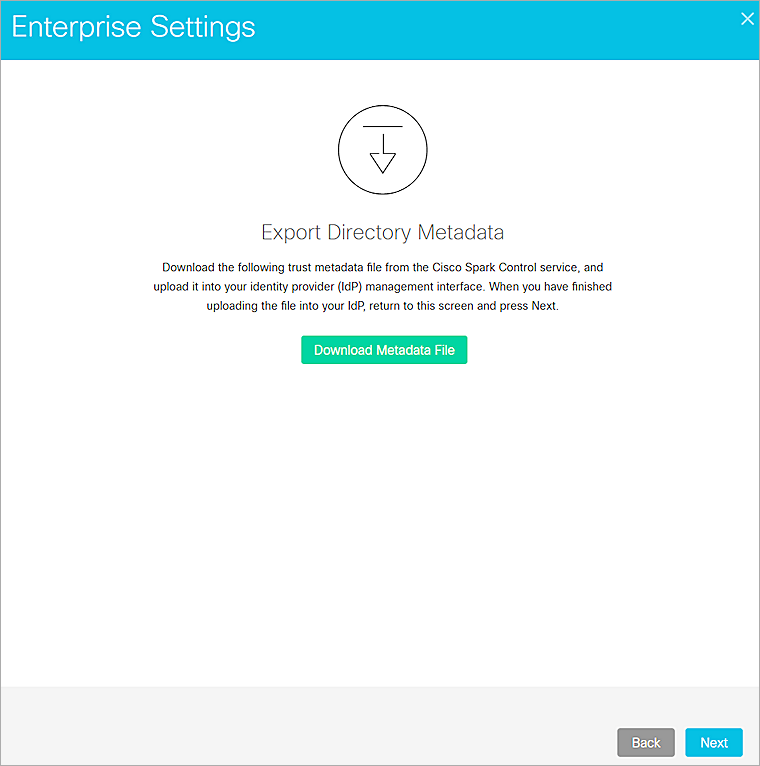 Enterprise Settings
Export Directory Metadata
Download the following trust metadata file from the Cisco Spark Control service, and
upload it into your identity provider (IdP) management interface. When you have finished
uploading the file into your IdP, return to this screen and press Next.
Download Metadata File
Back
Next